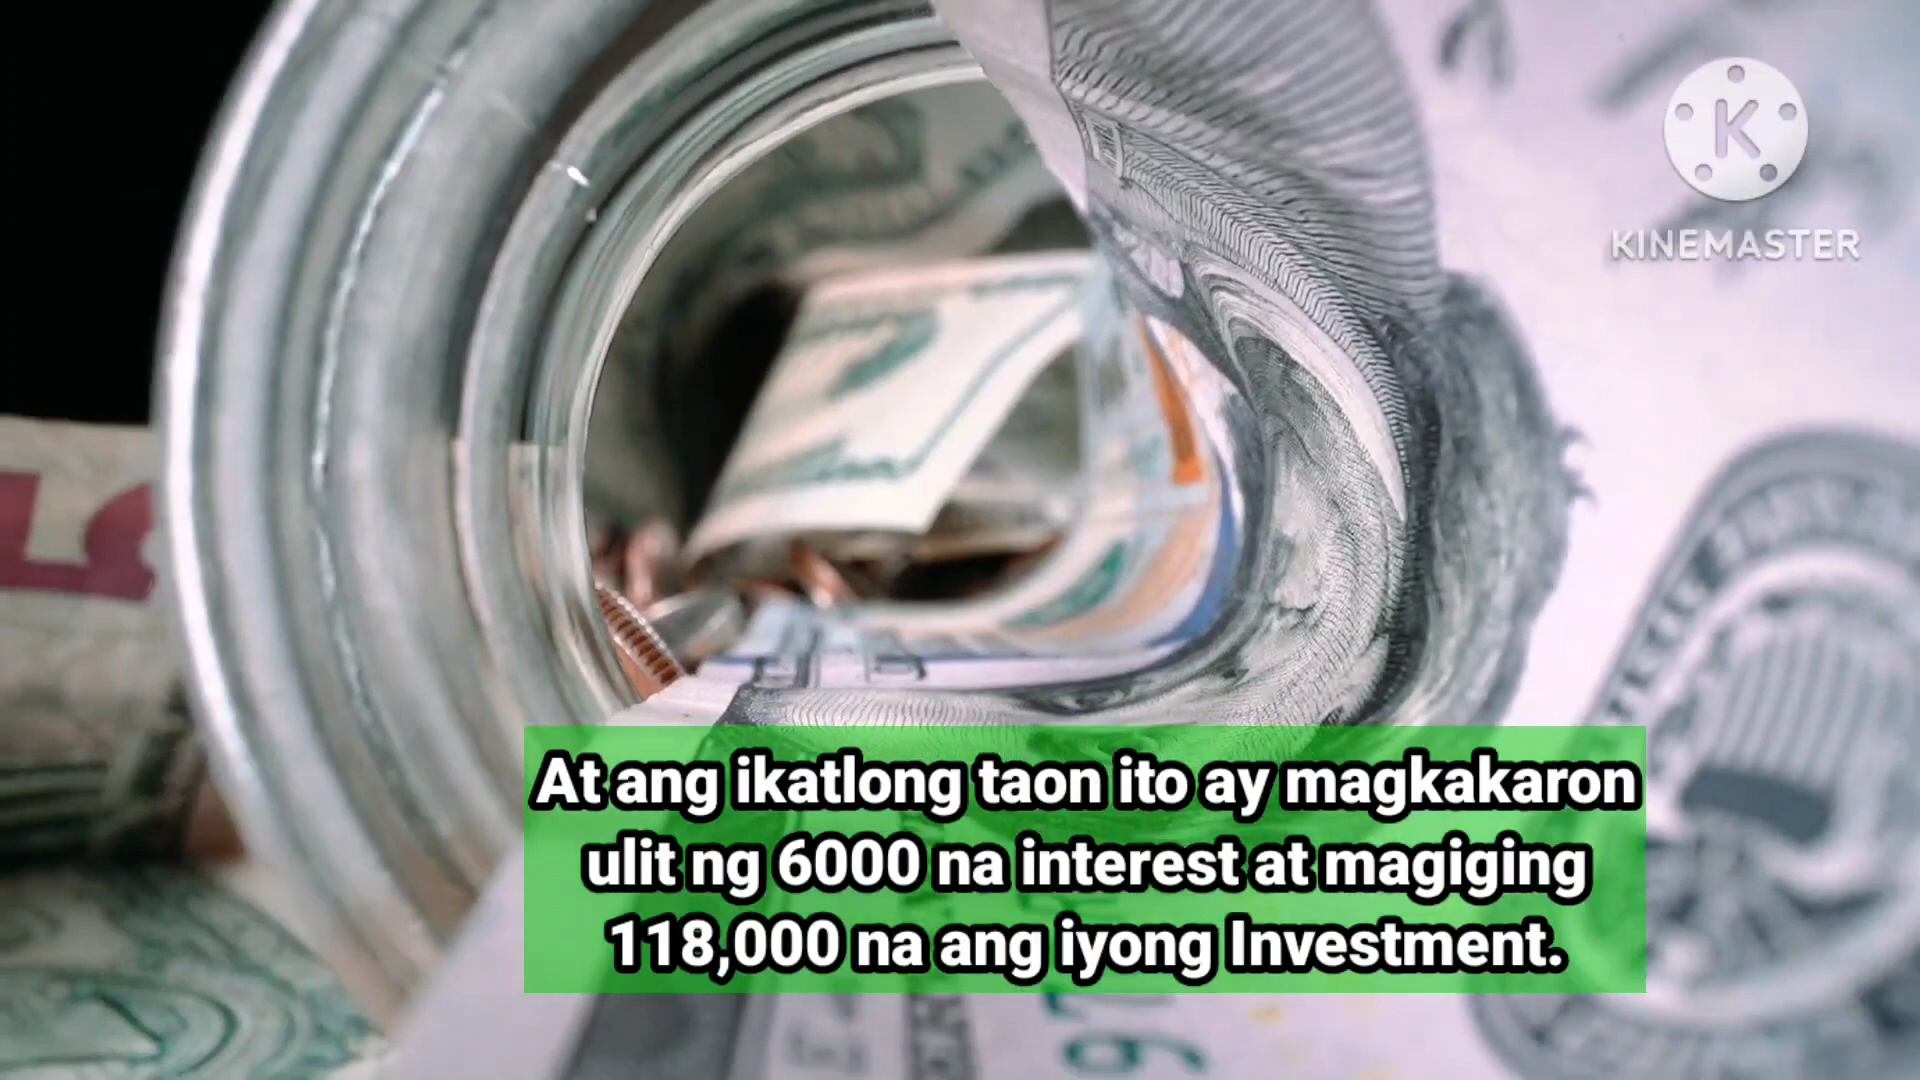 K
KINEMASTER
At ang ikatlong taon ito ay magkakaron
ulit ng 6000 na interest at magiging
118,000 na ang iyong Investment.